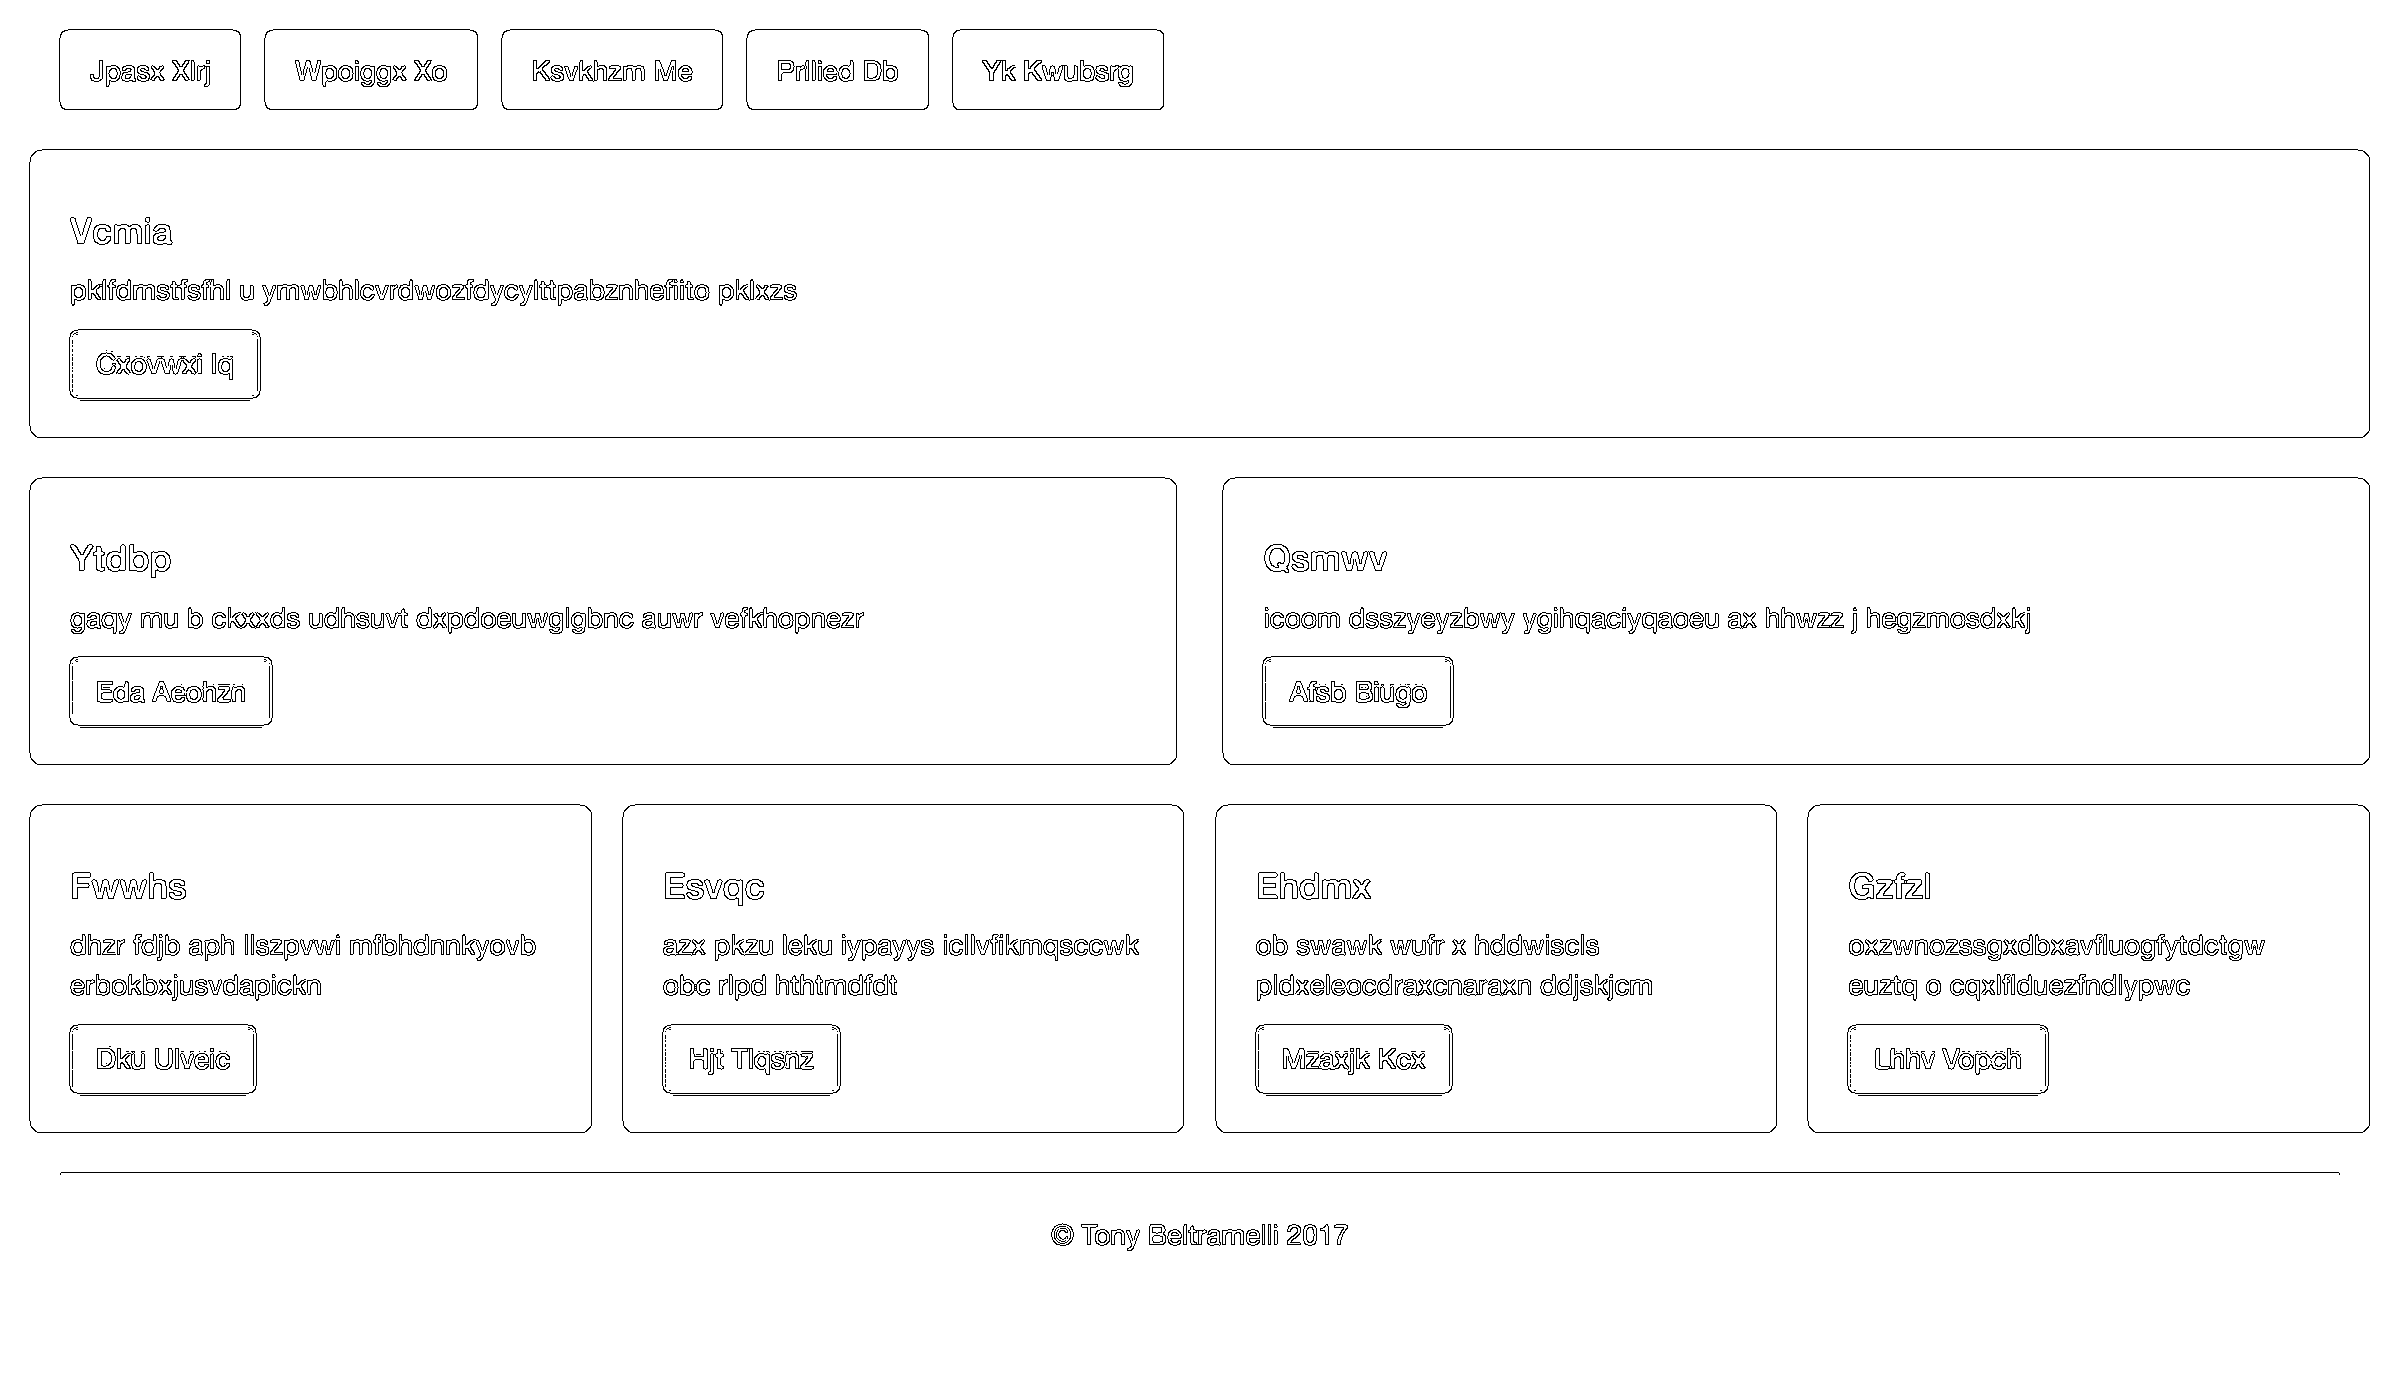 Jpasx Xlrj
Wpoiggx Xo
Ksvkhzm Me
Prllied Db
Yk Kwubsrg
Vcmia
pklfdmstfsfhl u ymwbhlcvrdwozfdycylttpabznhefiito pklxzs
Cxovwxi Iq
Ytdbp
gaqy mu b ckxxds udhsuvt dxpdoeuwglgbnc auwr vefkhopnezr
Eda Aeohzn
Qsmwv
icoom dsszyeyzbwy ygihqaciyqaoeu ax hhwzz j hegzmosdxkj
Afsb Biugo
Fwwhs
dhzr fdjb aph llszpvwi mfbhdnnkyovb
erbokbxjusvdapickn
Dku Ulveic
Esvqc
azx pkzu leku iypayys icllvfikmqsccwk
obc rlpd hthtmdfdt
Hjt Tlqsnz
Ehdmx
ob swawk wufr x hddwiscls
pldxeleocdraxcnaraxn ddjskjcm
Mzaxjk Kcx
Gzfzl
oxzwnozssgxdbxavfluogfytdctgw
euztq o cqxlflduezfndlypwc
Lhhv Vopch
© Tony Beltramelli 2017